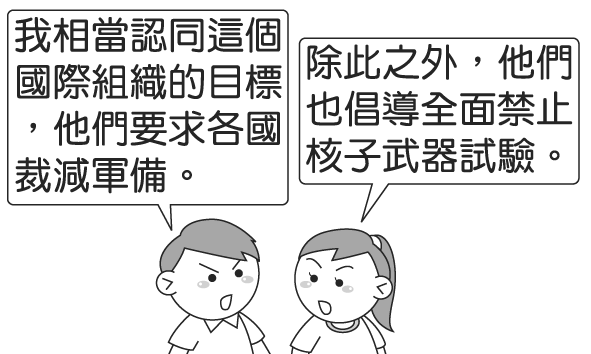 我相當認同這個
國際組織的目標
，他們要求各國
裁減軍備。
除此之外，他們
也倡導全面禁止
核子武器試驗。